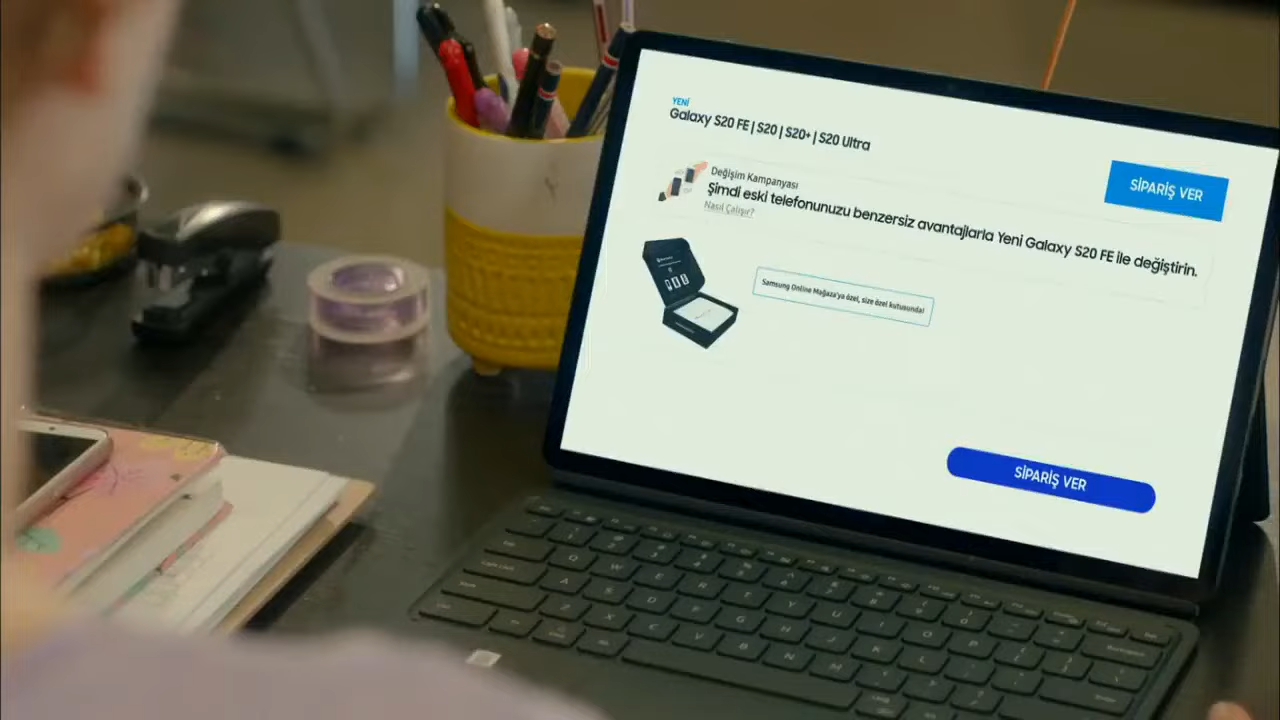 YENİ
Galaxy S20 FE | S20 | S20+ | S20 Ultra
SİPARİŞ VER
Değişim Kampanyası
Şimdi eski telefonunuzu benzersiz avantajlarla Yeni Galaxy S20 FE ile değiştirin.
Nasıl Çalışır?
Samsung Online Mağaza'ya özel, size özel kutusunda!
SİPARİŞ VER
Q W E R T Y U I O P
A S D F G H J K L
Z X C V B N M